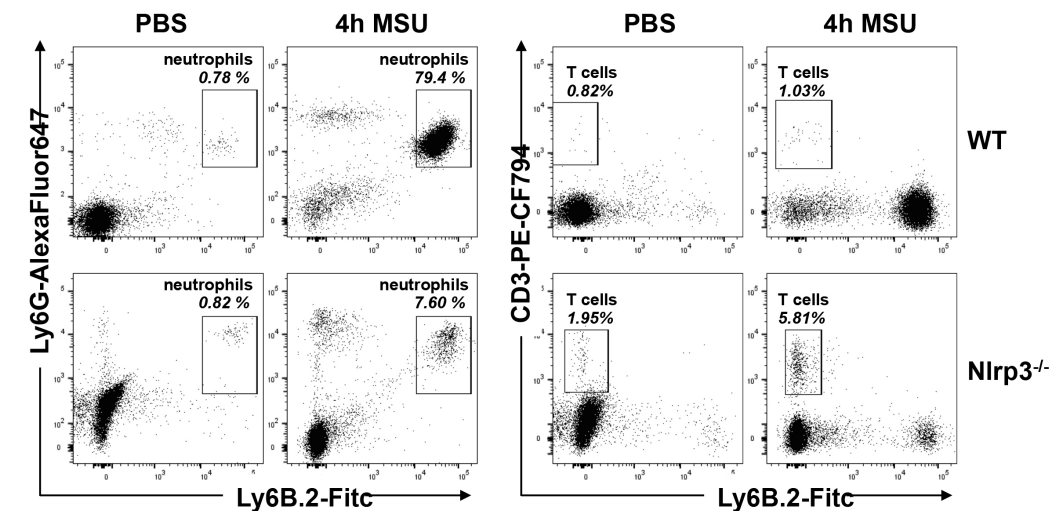 PBS 4h MSU PBS 4h MSU
neutrophils
0.78 %
neutrophils
79.4 %
T cells
0.82%
T cells
1.03%
WT
neutrophils
0.82 %
neutrophils
7.60 %
T cells
1.95%
T cells
5.81%
Nlrp3-/-
Ly6G-AlexaFluor647
CD3-PE-CF794
Ly6B.2-Fitc
Ly6B.2-Fitc